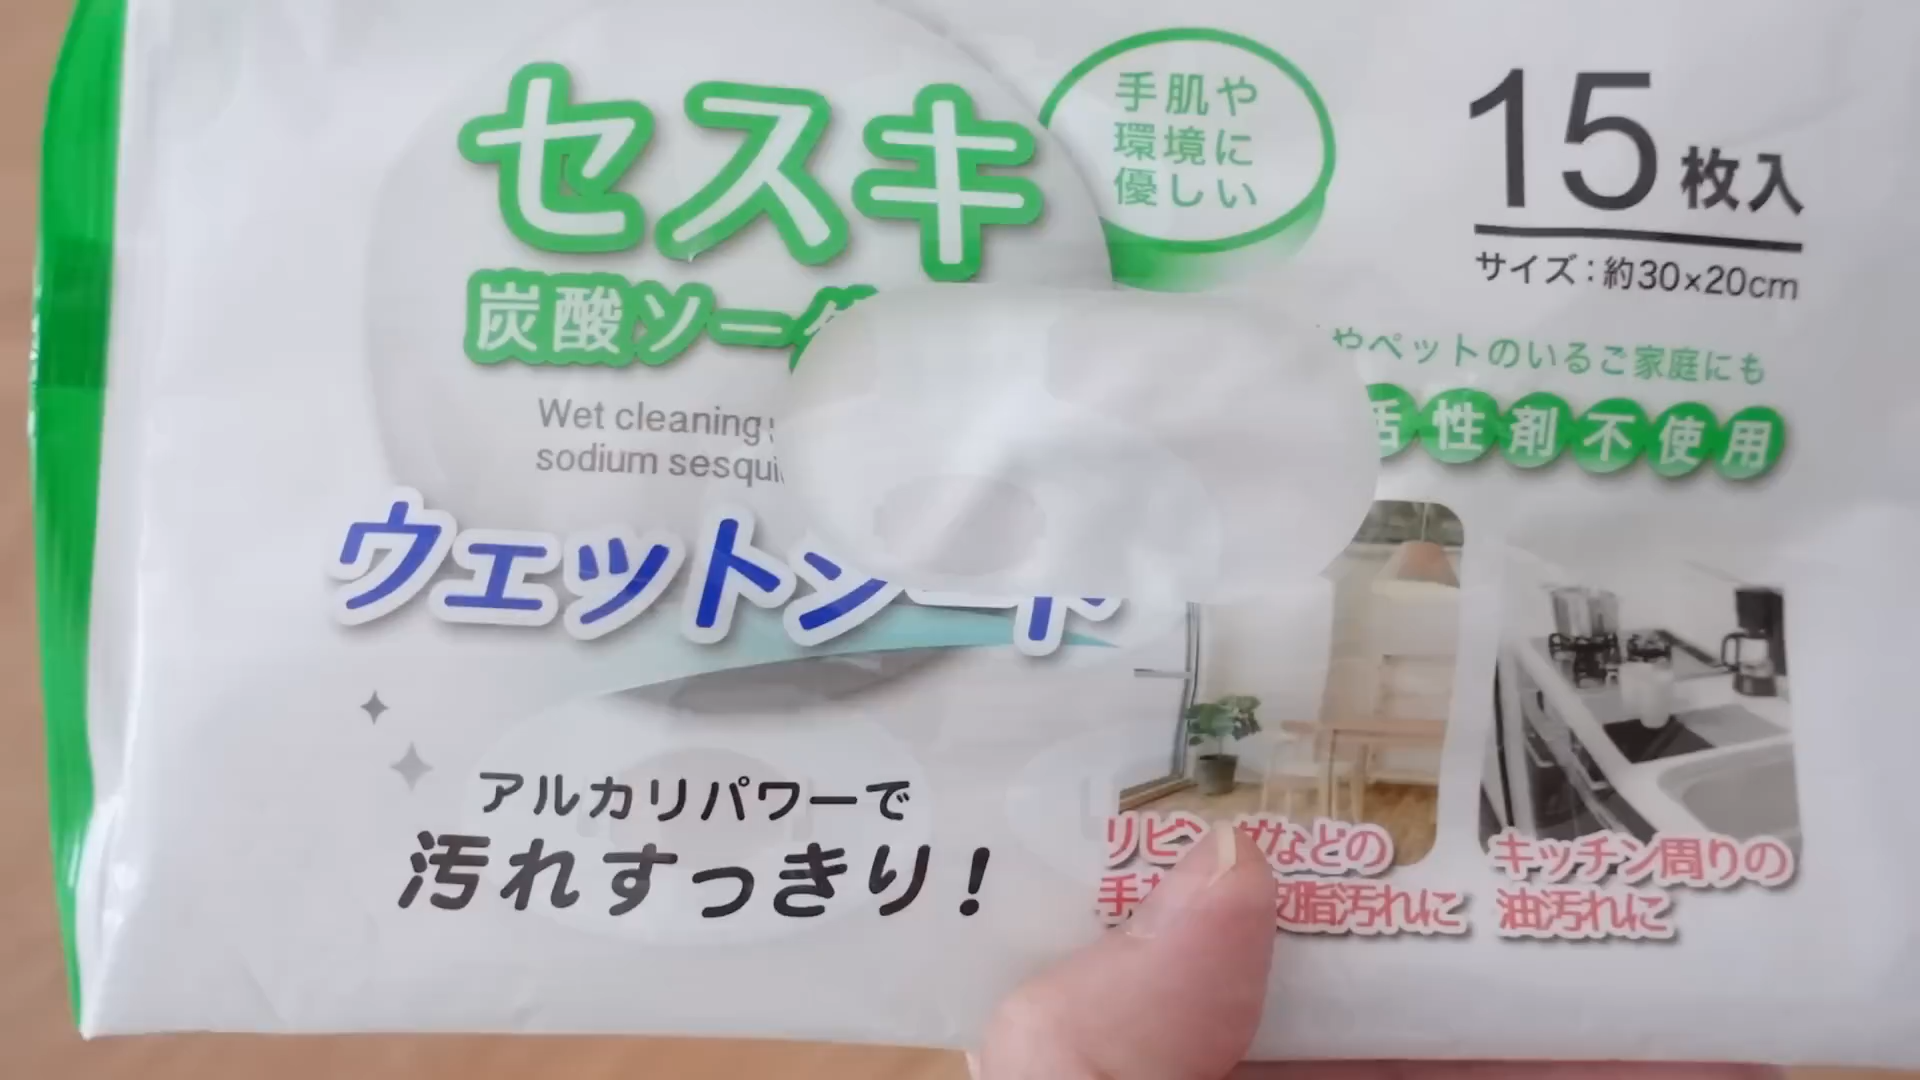 セスキ
炭酸ソー
Wet cleaning
sodium
ウェット
手肌や
環境に
優しい
15枚入
サイズ：約30×20cm
やペットのいるご家庭にも
性剤不使用
アルカリパワーで
汚れすっきり!
などの
脂汚れに
キッチン周りの
油汚れに